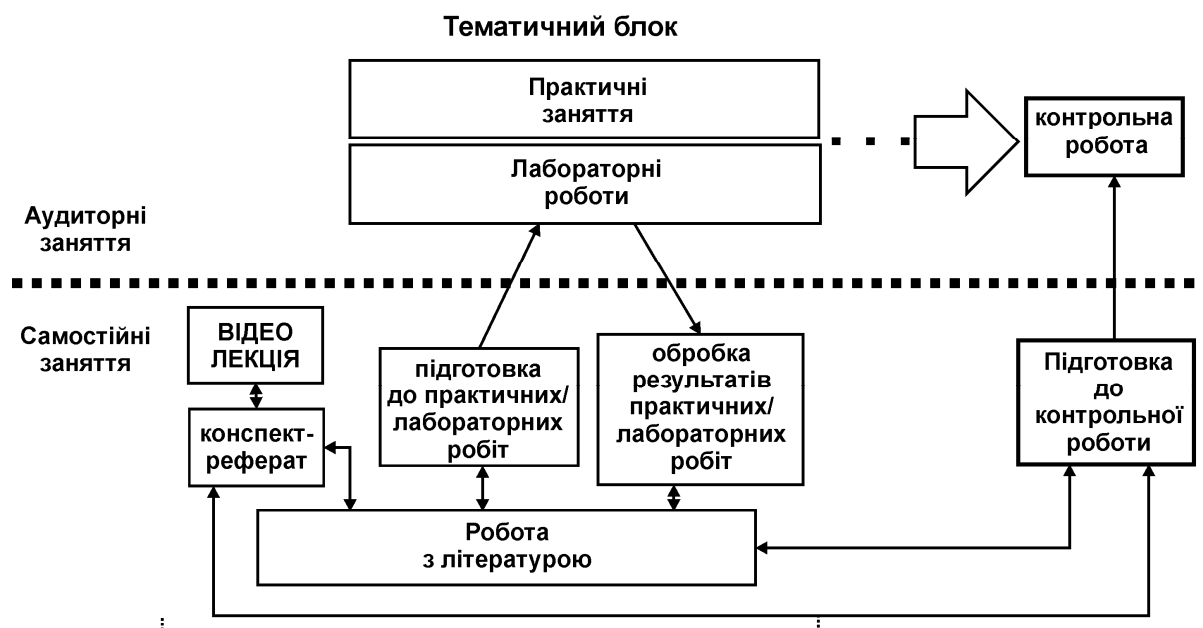 Тематичний блок
Практичні
заняття
контрольна
робота
Лабораторні
роботи
Аудиторні
заняття
Самостійні
заняття
ВІДЕО
ЛЕКЦІЯ
конспект-
реферат
підготовка
до практичних/
лабораторних
робіт
обробка
результатів
практичних/
лабораторних
робіт
Підготовка
до
контрольної
роботи
Робота
з літературою